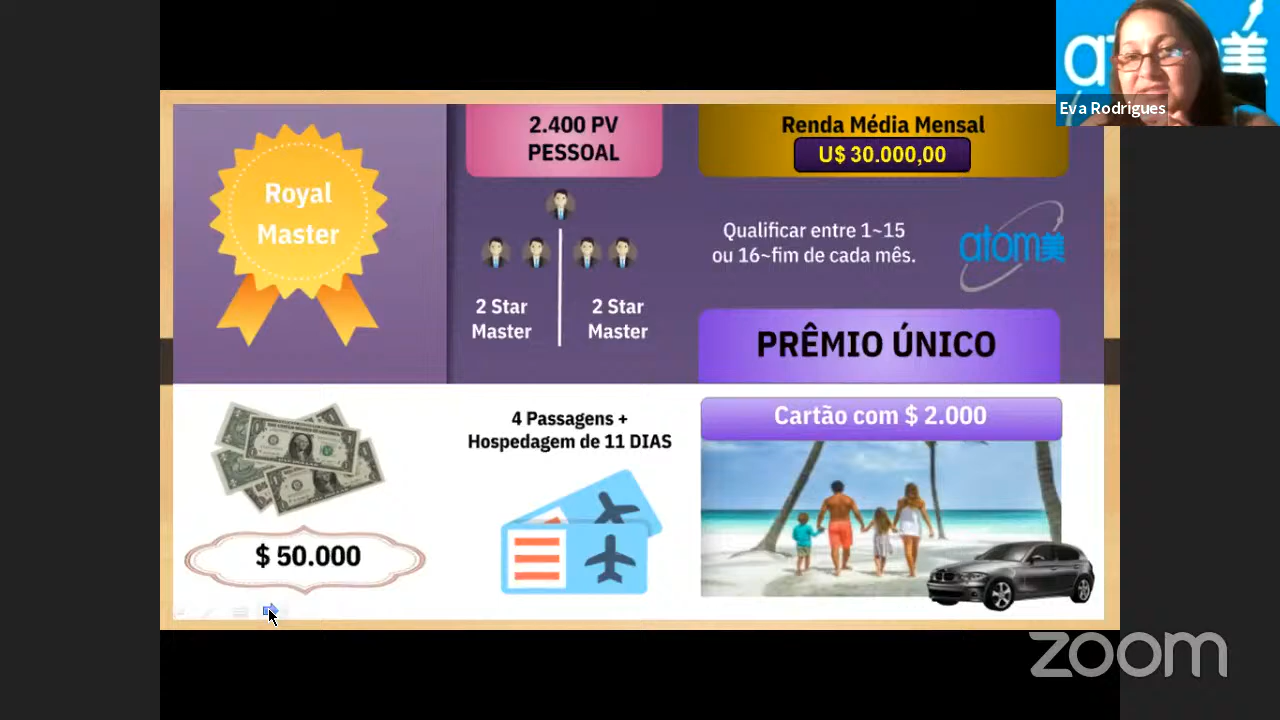 Eva Rodrigues
Royal
Master
2.400 PV
PESSOAL
2 Star
Master
2 Star
Master
Renda Média Mensal
U$ 30.000,00
Qualificar entre 1~15
ou 16~fim de cada mês.
atom美
PRÊMIO ÚNICO
$ 50.000
4 Passagens +
Hospedagem de 11 DIAS
Cartão com $ 2.000
zoom